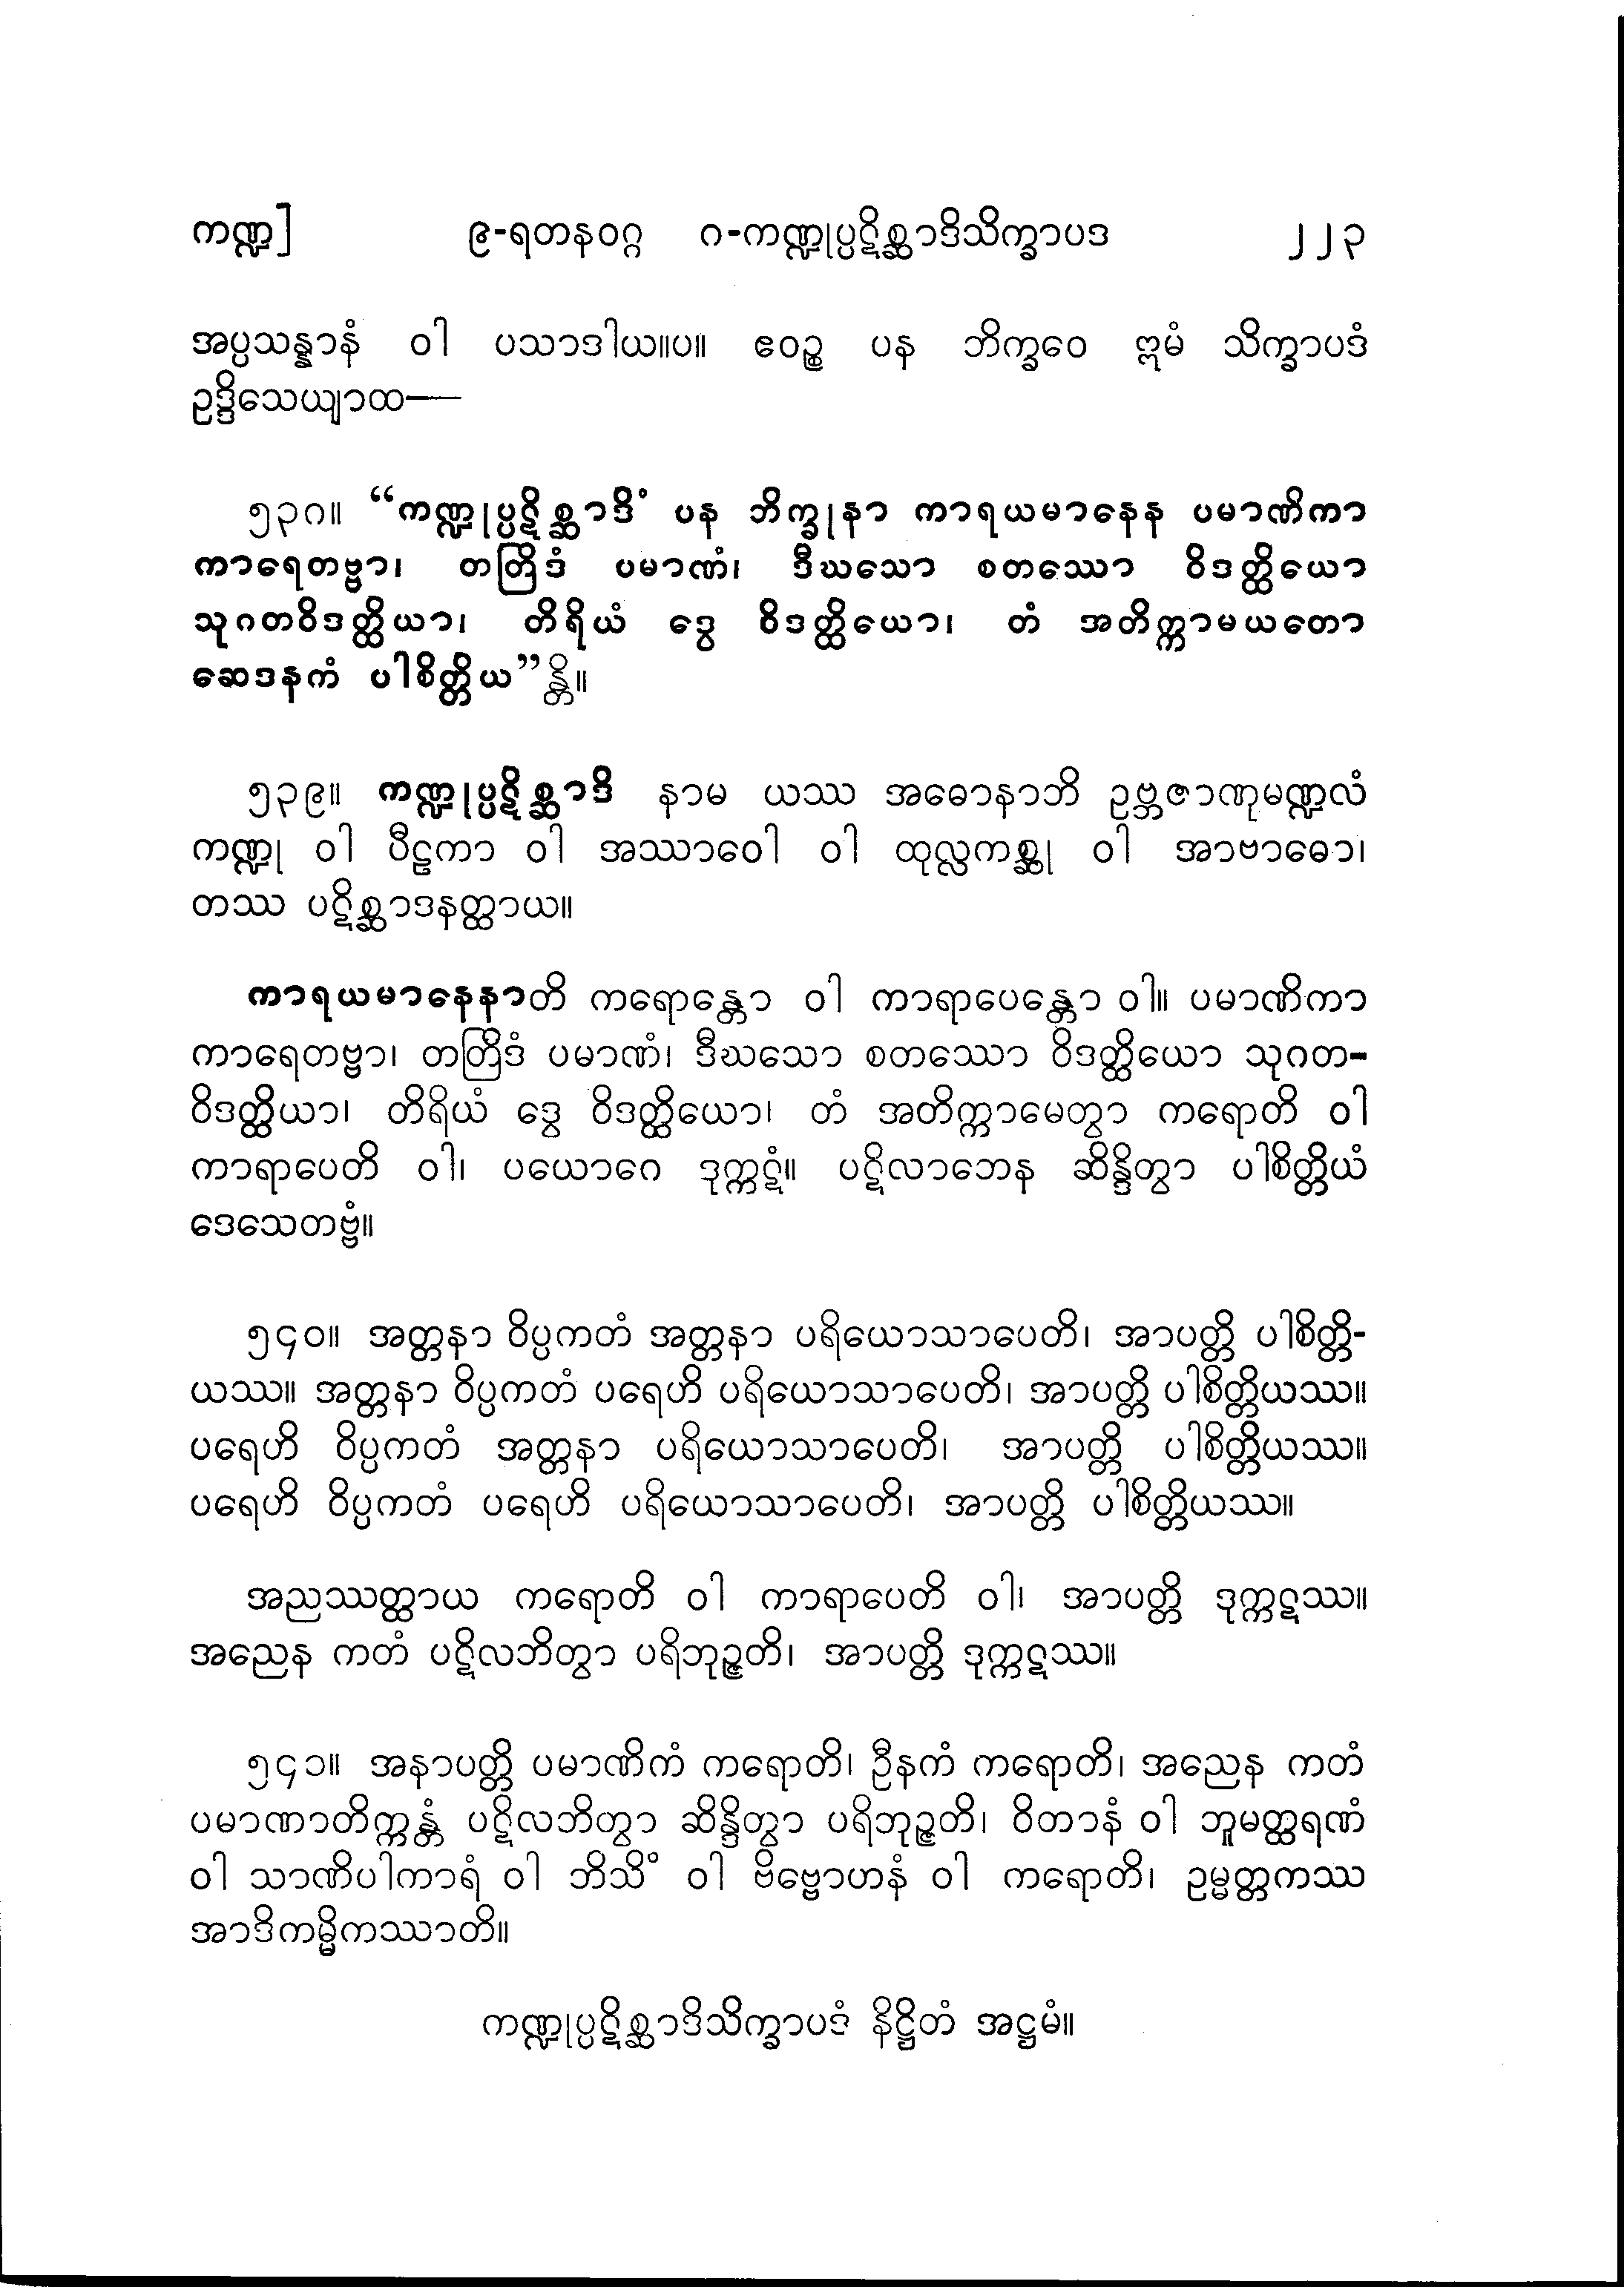 ကဏ္ဍ] ၉-ရတနဝဂ္ဂ ဂ-ကဏ္ဍုပ္ပဋိစ္ဆာဒိသိက္ခာပဒ ၂၂၃
အပ္ပသန္နာနံ ဝါ ပသာဒါယ။ပ။ ဧဝဉ္စ ပန ဘိက္ခဝေ ဣမံ သိက္ခာပဒံ
ဥဒ္ဒိသေယျာထ—
၅၃ဂ။ “ကဏ္ဍုပ္ပဋိစ္ဆာဒိံ ပန ဘိက္ခုနာ ကာရယမာနေန ပမာဏိကာ
ကာရေတဗ္ဗာ၊ တတြိဒံ ပမာဏံ၊ ဒီဃသော စတဿော ဝိဒတ္ထိယော
သုဂတဝိဒတ္ထိယာ၊ တိရိယံ ဒွေ ဝိဒတ္ထိယော၊ တံ အတိက္ကာမယတော
ဆေဒနကံ ပါစိတ္တိယ”န္တိ။
၅၃၉။ ကဏ္ဍုပ္ပဋိစ္ဆာဒိ နာမ ယဿ အဓောနာဘိ ဥဗ္ဘဇာဏုမဏ္ဍလံ
ကဏ္ဍု ဝါ ပီဠကာ ဝါ အဿာဝေါ ဝါ ထုလ္လကစ္ဆု ဝါ အာဗာဓော၊
တဿ ပဋိစ္ဆာဒနတ္ထာယ။
ကာရယမာနေနာတိ ကရောန္တော ဝါ ကာရာပေန္တော ဝါ။ ပမာဏိကာ
ကာရေတဗ္ဗာ၊ တတြိဒံ ပမာဏံ၊ ဒီဃသော စတဿော ဝိဒတ္ထိယော သုဂတ-
ဝိဒတ္ထိယာ၊ တိရိယံ ဒွေ ဝိဒတ္ထိယော၊ တံ အတိက္ကာမေတွာ ကရောတိ ဝါ
ကာရာပေတိ ဝါ၊ ပယောဂေ ဒုက္ကဋံ။ ပဋိလာဘေန ဆိန္ဒိတွာ ပါစိတ္တိယံ
ဒေသေတဗ္ဗံ။
၅၄၀။ အတ္တနာ ဝိပ္ပကတံ အတ္တနာ ပရိယောသာပေတိ၊ အာပတ္တိ ပါစိတ္တိ-
ယဿ။ အတ္တနာ ဝိပ္ပကတံ ပရေဟိ ပရိယောသာပေတိ၊ အာပတ္တိ ပါစိတ္တိယဿ။
ပရေဟိ ဝိပ္ပကတံ အတ္တနာ ပရိယောသာပေတိ၊ အာပတ္တိ ပါစိတ္တိယဿ။
ပရေဟိ ဝိပ္ပကတံ ပရေဟိ ပရိယောသာပေတိ၊ အာပတ္တိ ပါစိတ္တိယဿ။
အညဿတ္ထာယ ကရောတိ ဝါ ကာရာပေတိ ဝါ၊ အာပတ္တိ ဒုက္ကဋဿ။
အညေန ကတံ ပဋိလဘိတွာ ပရိဘုဉ္ဇတိ၊ အာပတ္တိ ဒုက္ကဋဿ။
၅၄၁။ အနာပတ္တိ ပမာဏိကံ ကရောတိ၊ ဦနကံ ကရောတိ၊ အညေန ကတံ
ပမာဏာတိက္ကန္တံ ပဋိလဘိတွာ ဆိန္ဒိတွာ ပရိဘုဉ္ဇတိ၊ ဝိတာနံ ဝါ ဘူမတ္ထရဏံ
ဝါ သာဏိပါကာရံ ဝါ ဘိသိံ ဝါ ဗိဗ္ဗောဟနံ ဝါ ကရောတိ၊ ဥမ္မတ္တကဿ
အာဒိကမ္မိကဿာတိ။
ကဏ္ဍုပ္ပဋိစ္ဆာဒိသိက္ခာပဒံ နိဋ္ဌိတံ အဋ္ဌမံ။